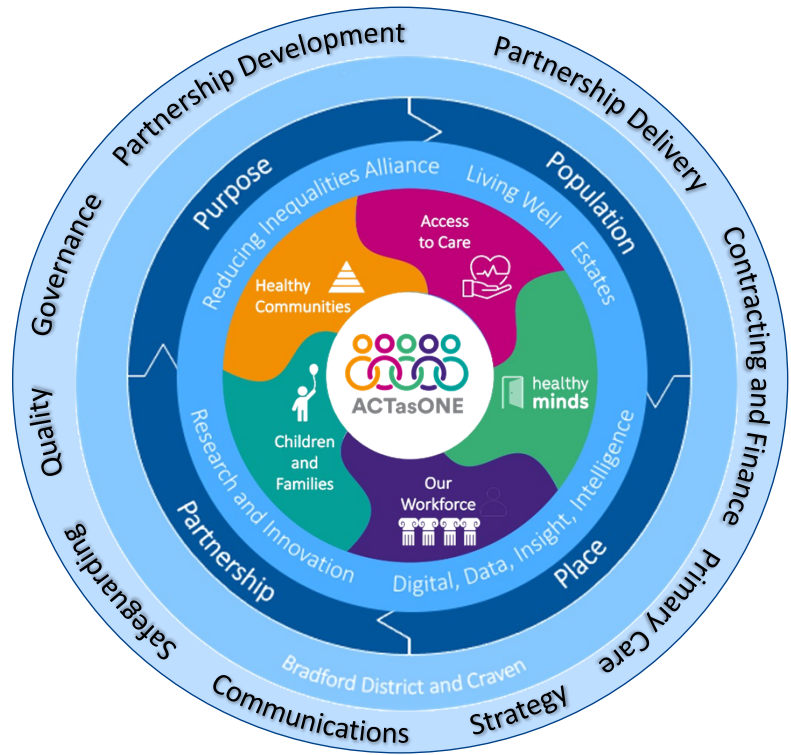 Partnership Development
Partnership Delivery
Contracting and Finance
Primary Care
Strategy
Communications
Safeguarding
Quality
Governance
Bradford District and Craven
Purpose
Population
Place
Partnership
Reducing Inequalities Alliance
Living Well
Estates
Digital, Data, Insight, Intelligence
Research and Innovation
Access
to Care
healthy
minds
Our
Workforce
Children
and
Families
Healthy
Communities
ACTasONE